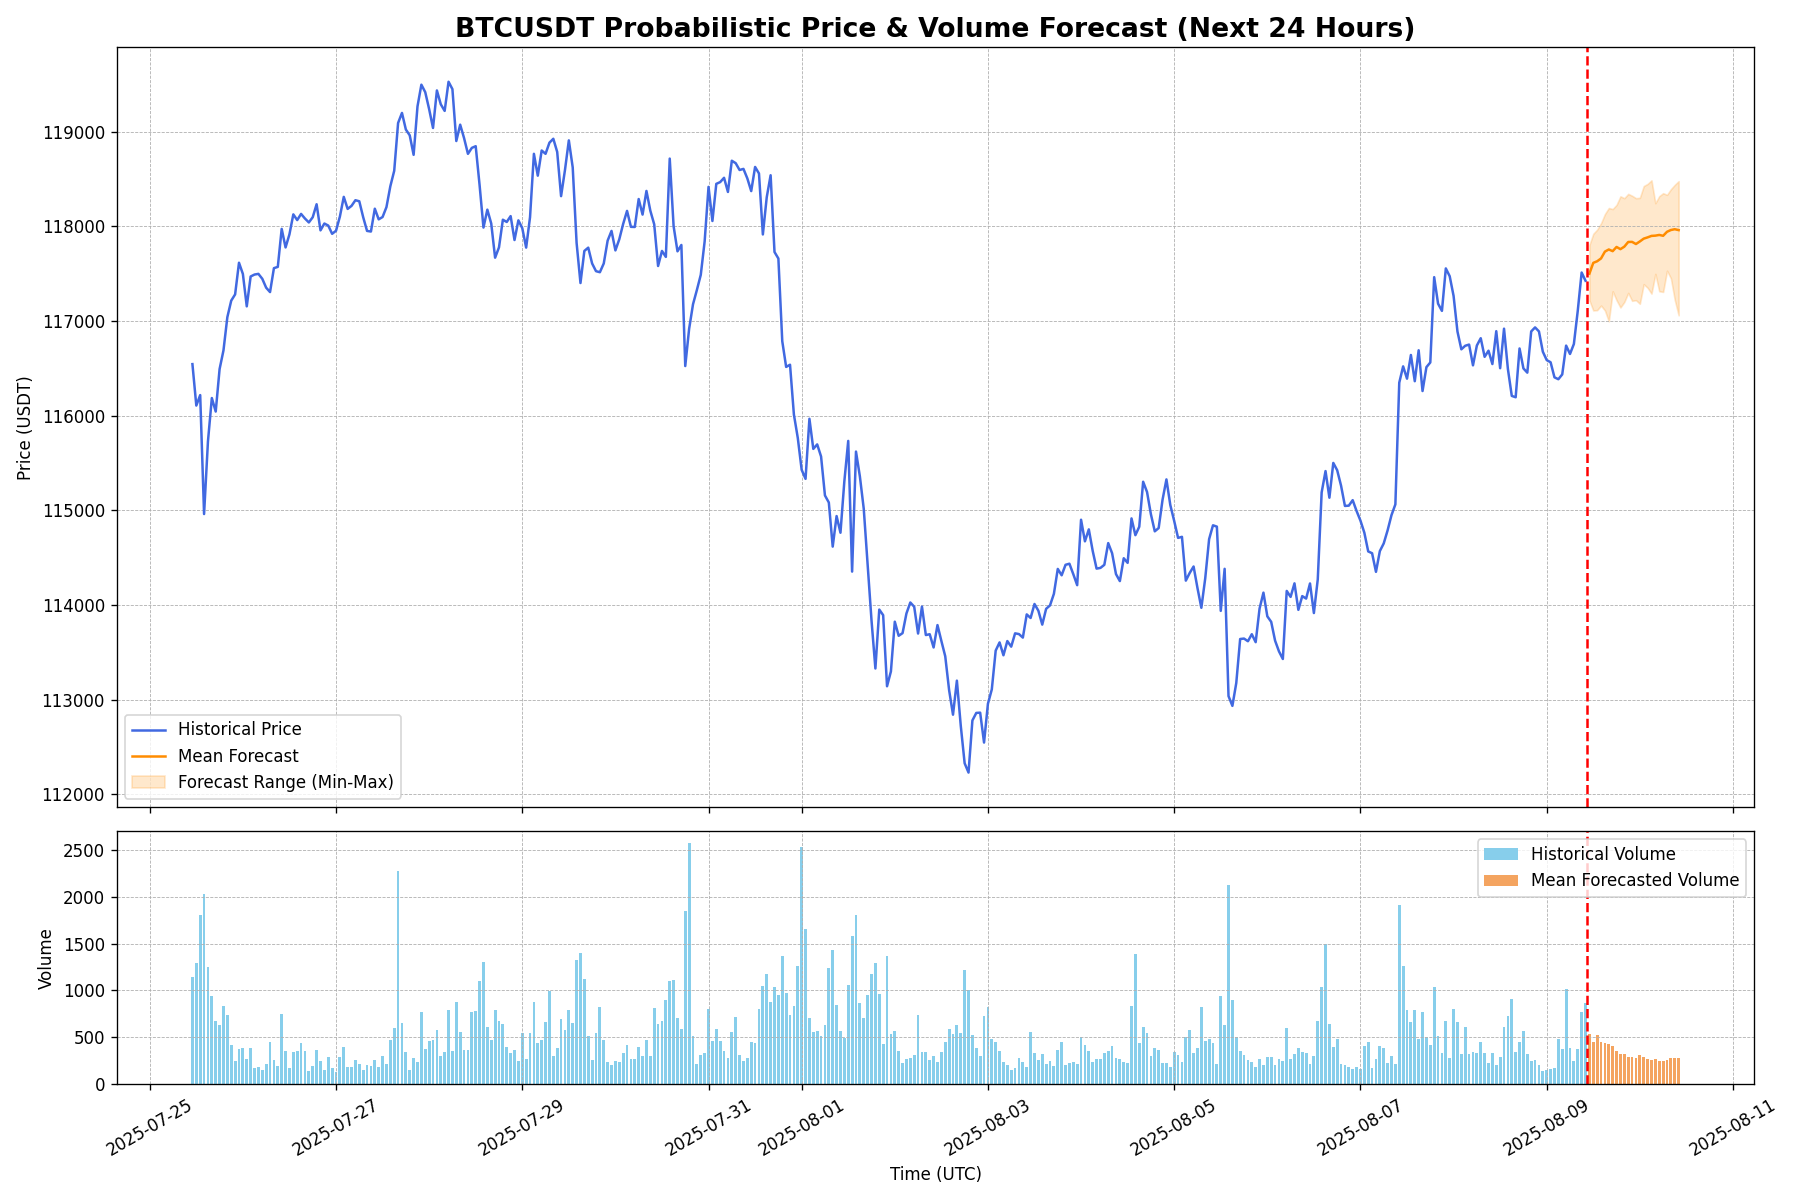 BTCUSDT Probabilistic Price & Volume Forecast (Next 24 Hours)
Price (USDT)
119000
118000
117000
116000
115000
114000
113000
112000
Historical Price
Mean Forecast
Forecast Range (Min-Max)
Volume
2500
2000
1500
1000
500
0
Historical Volume
Mean Forecasted Volume
2025-07-25
2025-07-27
2025-07-29
2025-07-31
2025-08-01
2025-08-03
2025-08-05
2025-08-07
2025-08-09
2025-08-11
Time (UTC)